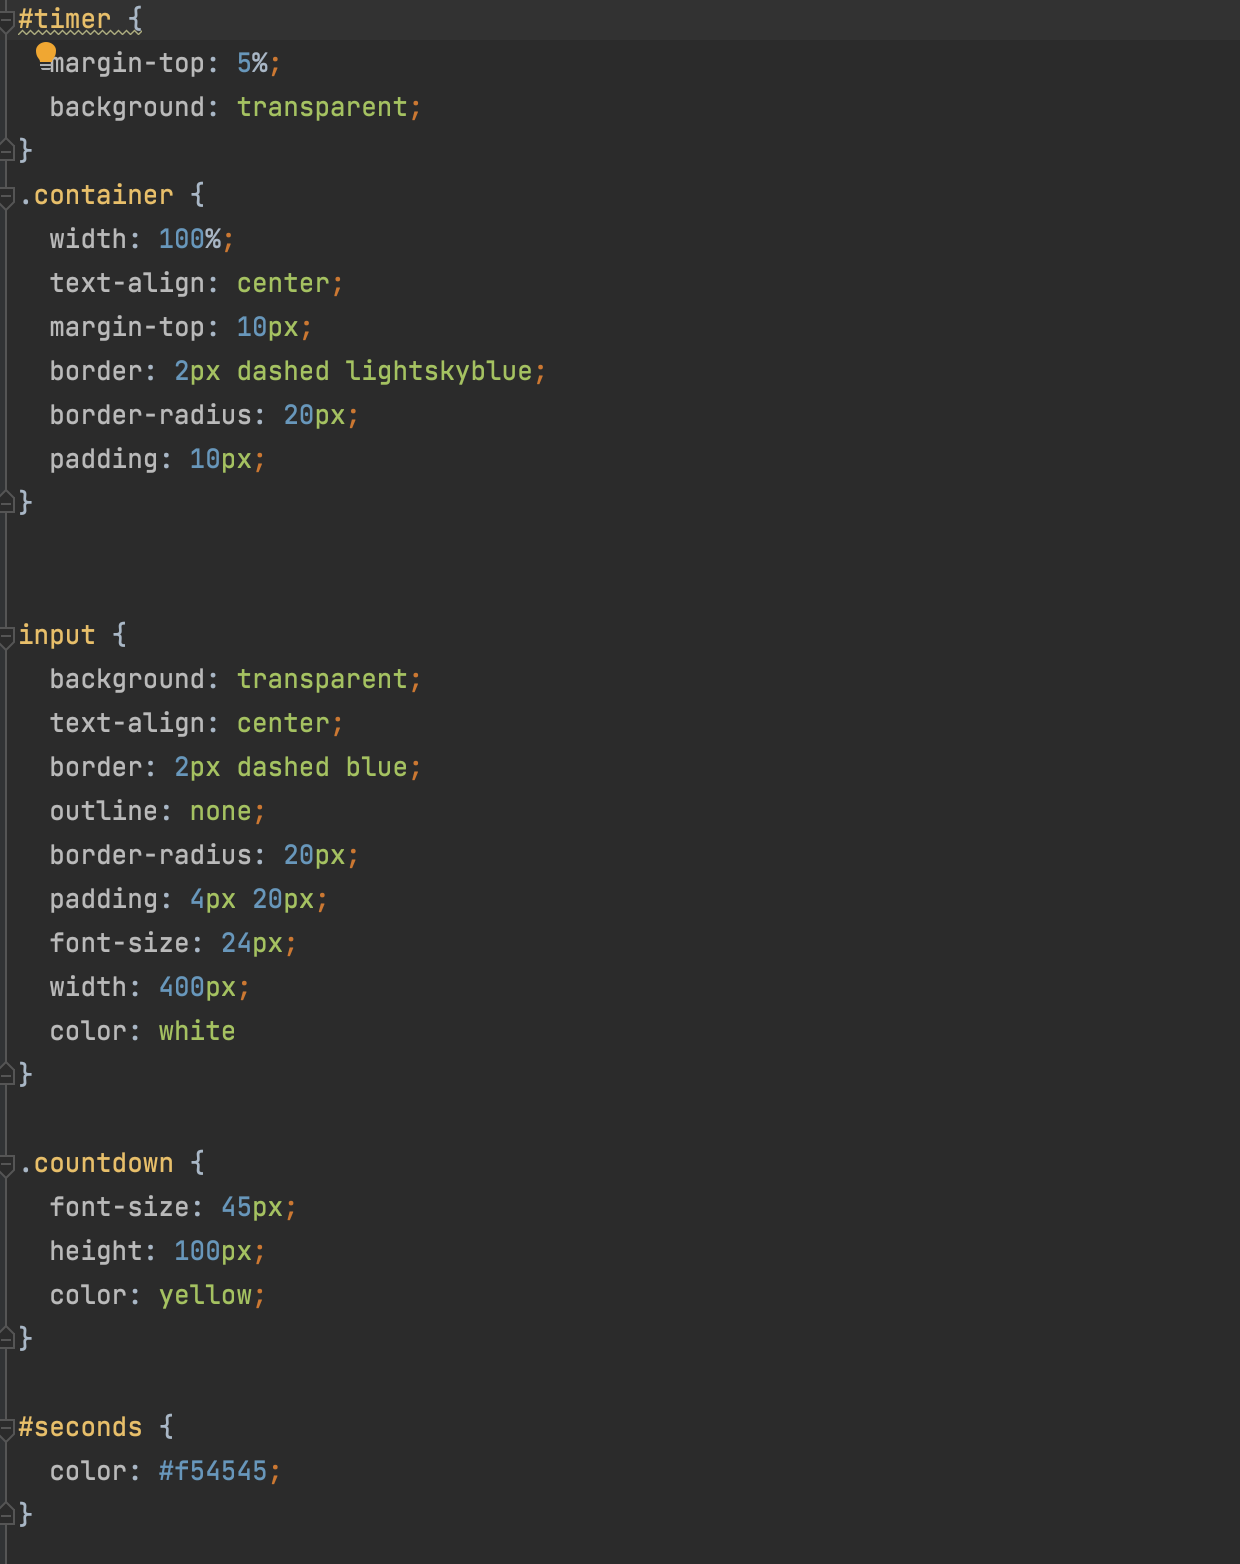 #timer {
  margin-top: 5%;
  background: transparent;
}
.container {
  width: 100%;
  text-align: center;
  margin-top: 10px;
  border: 2px dashed lightskyblue;
  border-radius: 20px;
  padding: 10px;
}
input {
  background: transparent;
  text-align: center;
  border: 2px dashed blue;
  outline: none;
  border-radius: 20px;
  padding: 4px 20px;
  font-size: 24px;
  width: 400px;
  color: white
}
.countdown {
  font-size: 45px;
  height: 100px;
  color: yellow;
}
#seconds {
  color: #f54545;
}